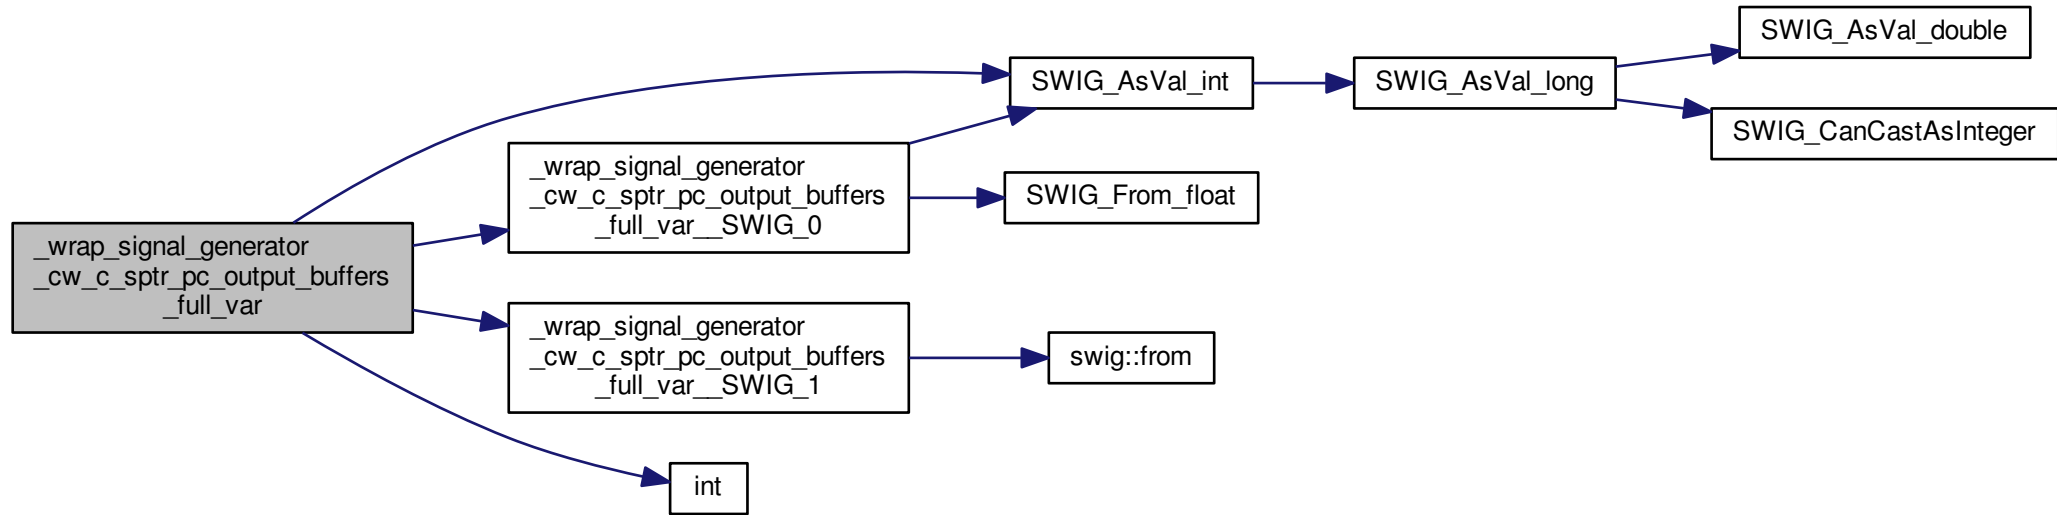 _wrap_signal_generator
_cw_c_sptr_pc_output_buffers
_full_var
_wrap_signal_generator
_cw_c_sptr_pc_output_buffers
_full_var__SWIG_0
_wrap_signal_generator
_cw_c_sptr_pc_output_buffers
_full_var__SWIG_1
int
SWIG_AsVal_int
SWIG_From_float
swig::from
SWIG_AsVal_long
SWIG_AsVal_double
SWIG_CanCastAsInteger